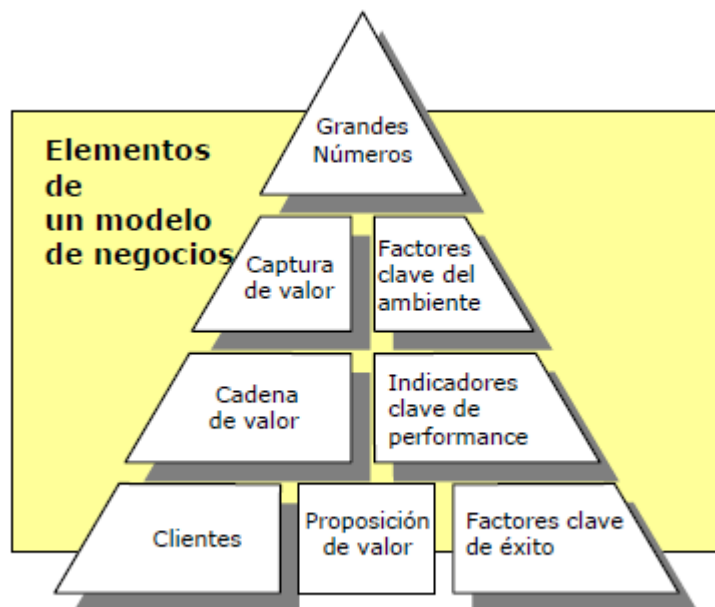 Grandes
Números
Elementos
de
un modelo
de negocios
Captura
de valor
Factores
clave del
ambiente
Cadena
de valor
Indicadores
clave de
performance
Clientes
Proposición
de valor
Factores clave
de éxito